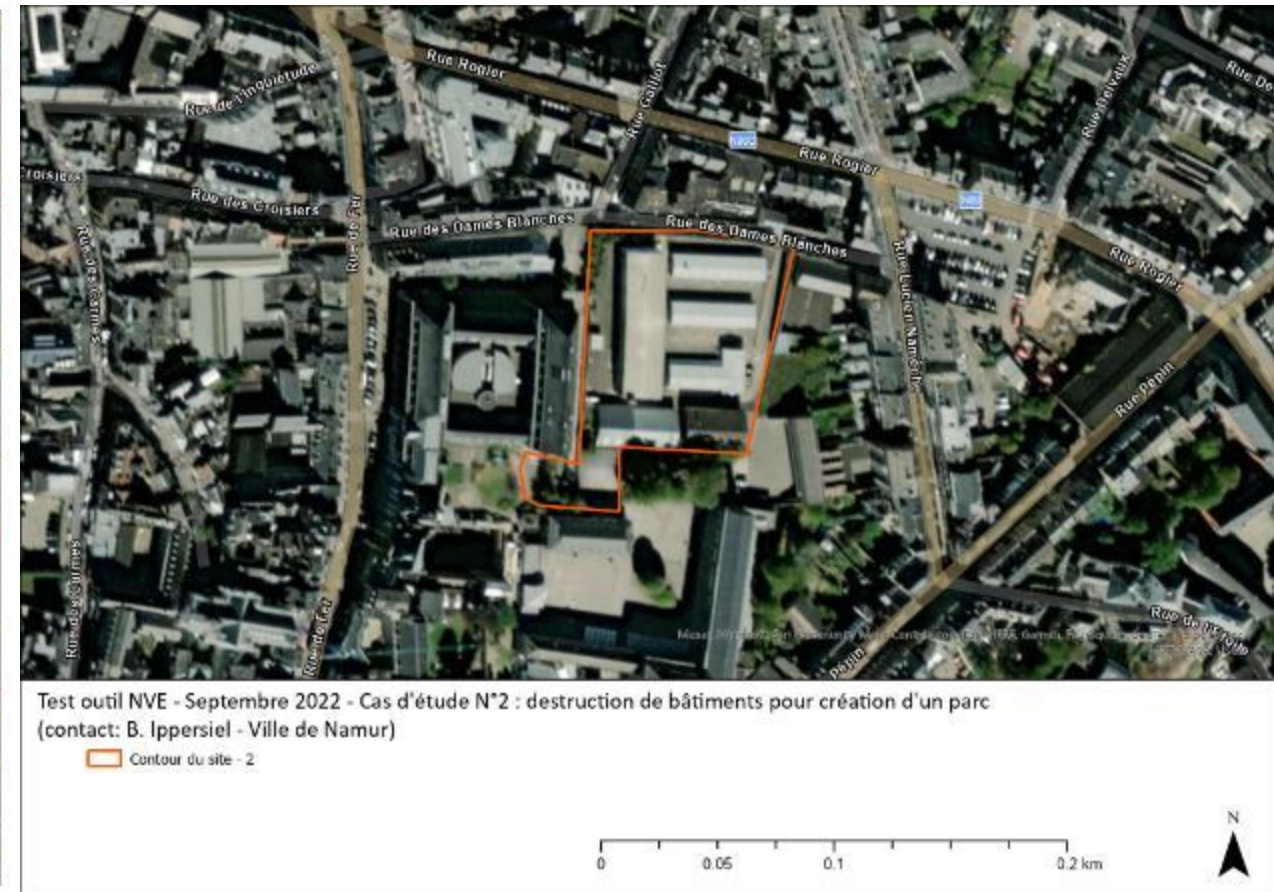 Rue Rogier
Rue de l'Inquiétude
Rue Galliot
Rue Delvaux
Rue De
Rue Rogier
Croisiers
Rue des Croisiers
Rue de Fer
Rue des Dames Blanches
Rue des Dames Blanches
Rue des Carmes
Rue Rogier
Rue Lucien Namêche
Rue Pépin
Rue des Carmes
Rue de Fer
Pépin
Test outil NVE - Septembre 2022 - Cas d'étude N°2 : destruction de bâtiments pour création d'un parc
(contact: B. Ippersiel - Ville de Namur)
Contour du site - 2
N
0 0.05 0.1 0.2 km